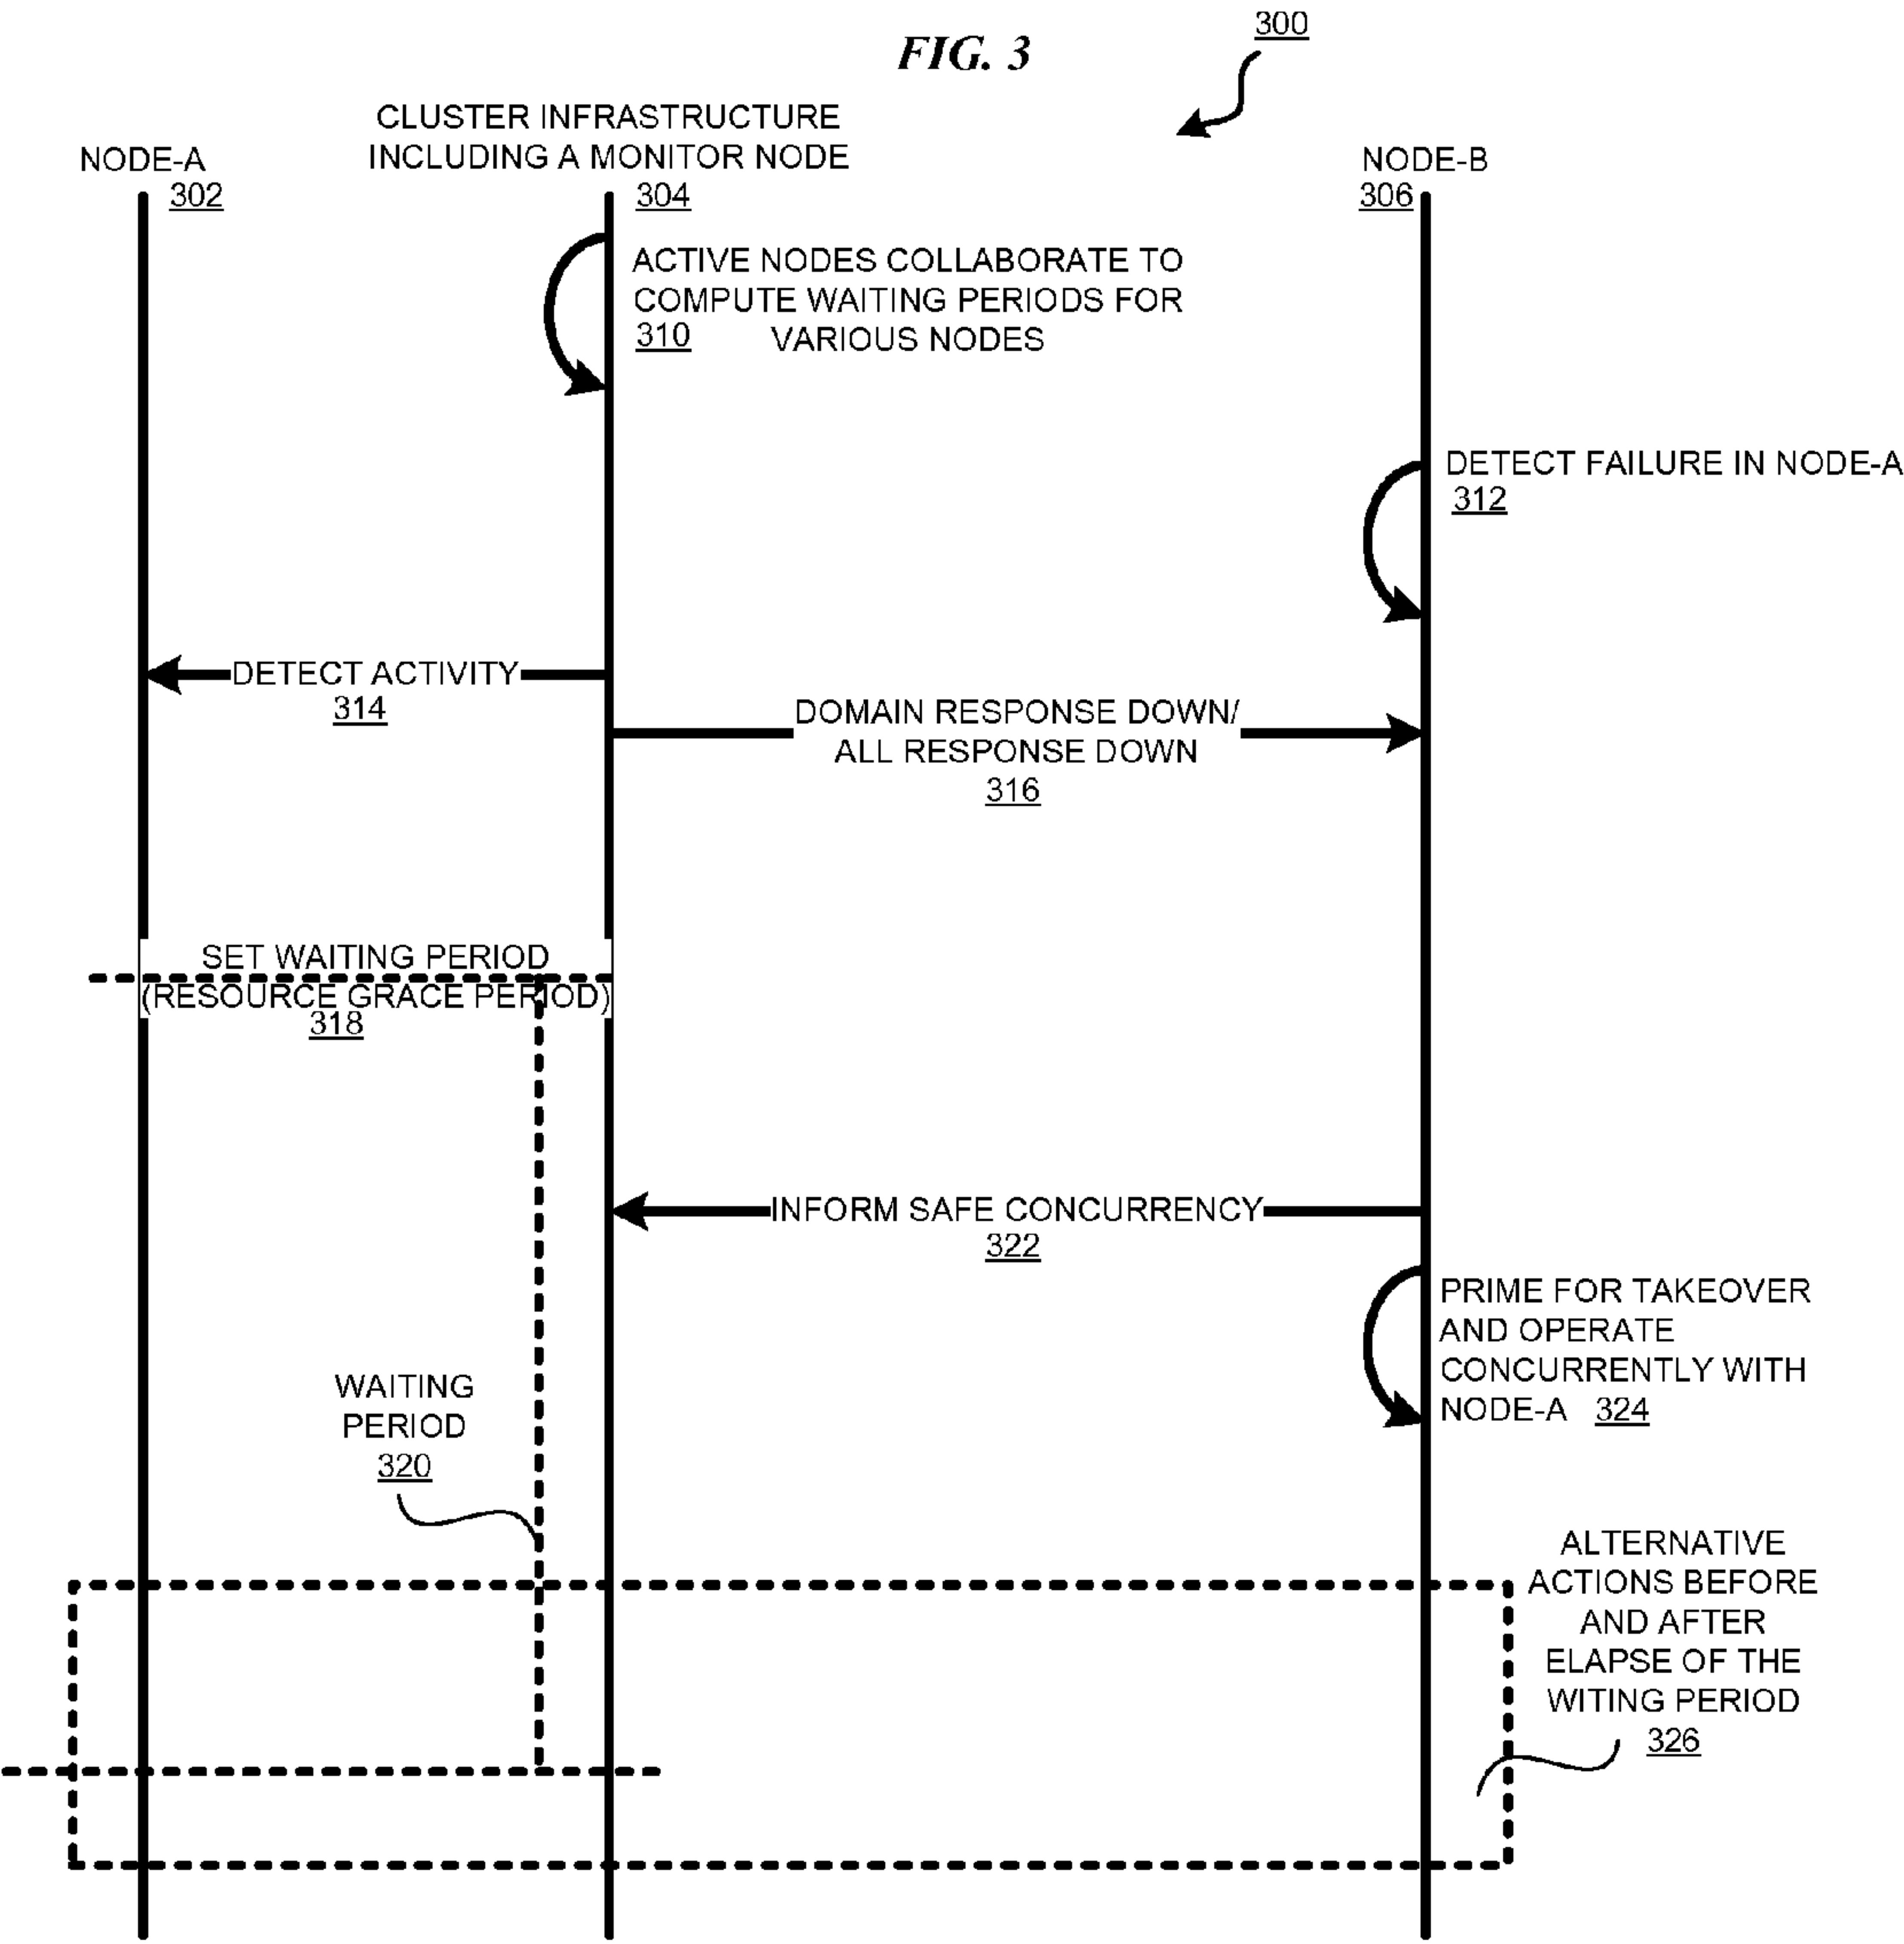 FIG. 3
300
NODE-A
302
CLUSTER INFRASTRUCTURE
INCLUDING A MONITOR NODE
304
NODE-B
306
ACTIVE NODES COLLABORATE TO
COMPUTE WAITING PERIODS FOR
310 VARIOUS NODES
DETECT FAILURE IN NODE-A
312
DETECT ACTIVITY
314
DOMAIN RESPONSE DOWN/
ALL RESPONSE DOWN
316
SET WAITING PERIOD
(RESOURCE GRACE PERIOD)
318
INFORM SAFE CONCURRENCY
322
PRIME FOR TAKEOVER
AND OPERATE
CONCURRENTLY WITH
NODE-A 324
WAITING
PERIOD
320
ALTERNATIVE
ACTIONS BEFORE
AND AFTER
ELAPSE OF THE
WITING PERIOD
326